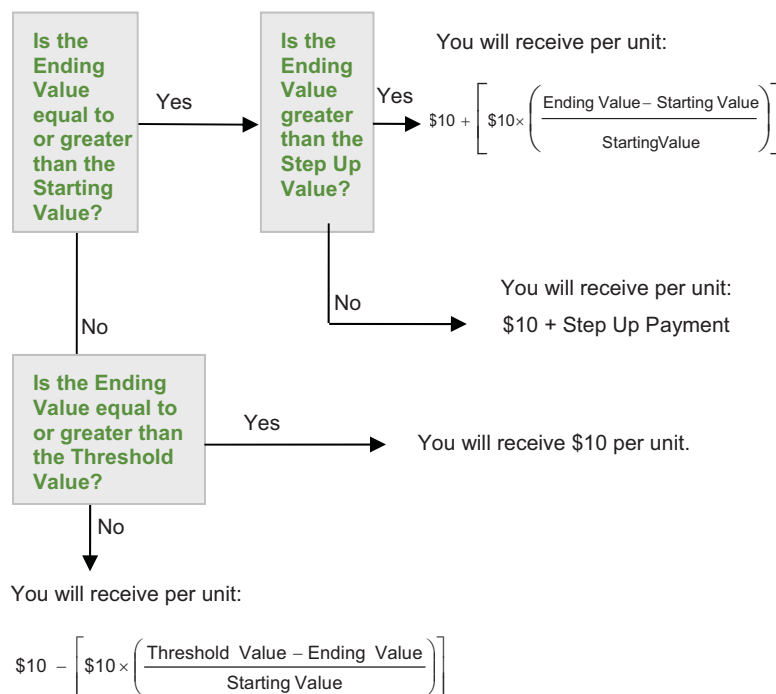 Is the
Ending
Value
equal to
or greater
than the
Starting
Value?
Yes
Is the
Ending
Value
greater
than the
Step Up
Value?
Yes
You will receive per unit:
$10 + [ $10× ( Ending Value – Starting Value
StartingValue ) ]
No
You will receive per unit:
$10 + Step Up Payment
No
Is the Ending
Value equal to
or greater than
the Threshold
Value?
Yes
You will receive $10 per unit.
No
You will receive per unit:
$10 – [ $10 × ( Threshold Value – Ending Value
Starting Value ) ]